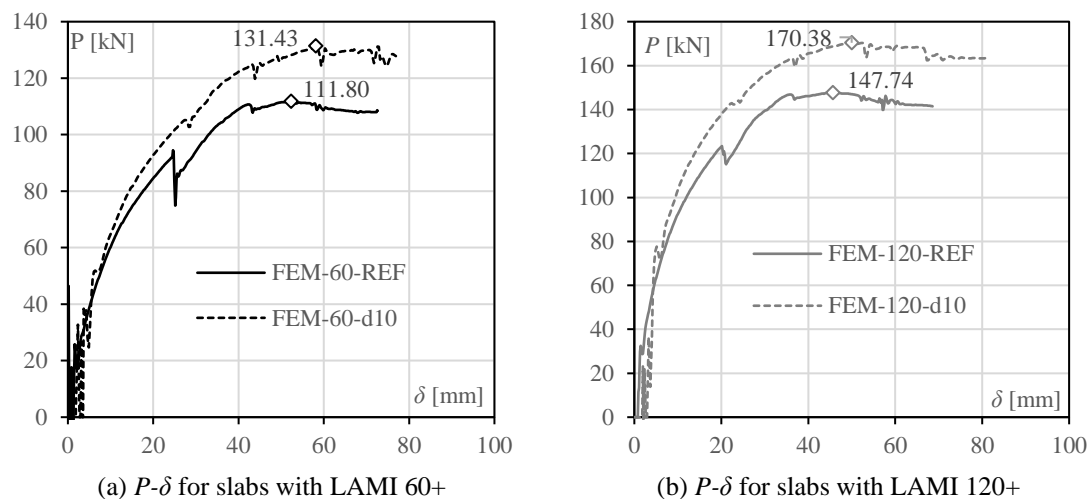 140
120
100
80
60
40
20
0
P [kN]
131.43
111.80
FEM-60-REF
FEM-60-d10
δ [mm]
0 20 40 60 80 100
(a) P-δ for slabs with LAMI 60+
180
160
140
120
100
80
60
40
20
0
P [kN]
170.38
147.74
FEM-120-REF
FEM-120-d10
δ [mm]
0 20 40 60 80 100
(b) P-δ for slabs with LAMI 120+